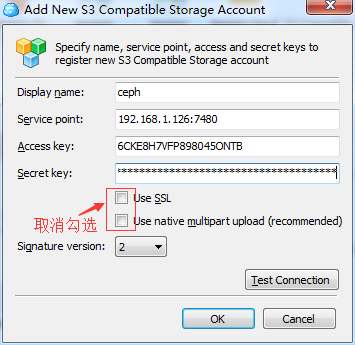 Add New S3 Compatible Storage Account
Specify name, service point, access and secret keys to
register new S3 Compatible Storage account
Display name:
ceph
Service point:
192.168.1.126:7480
Access key:
6CKE8H7VFP898045ONTB
Secret key:
****************************************
Use SSL
取消勾选
Use native multipart upload (recommended)
Signature version:
2
Test Connection
OK
Cancel